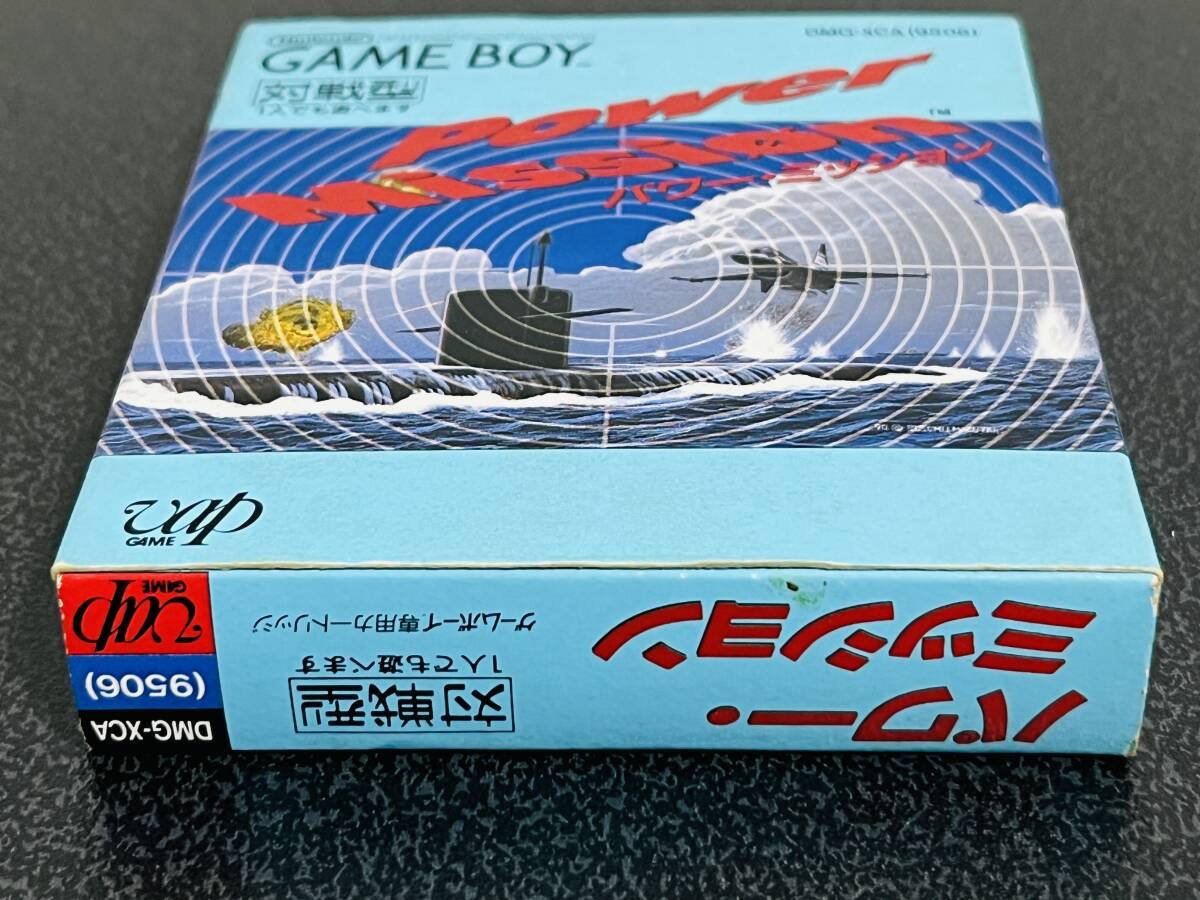 Nintendo
GAME BOY
DMG-XCA (9506)
対戦型
1人でも遊べます
Power
Mission
TM
パワー・ミッション
vap
GAME
パワー・
ミッション
対戦型
1人でも遊べます
ゲームボーイ専用カートリッジ
vap
GAME
(9506)
DMG-XCA